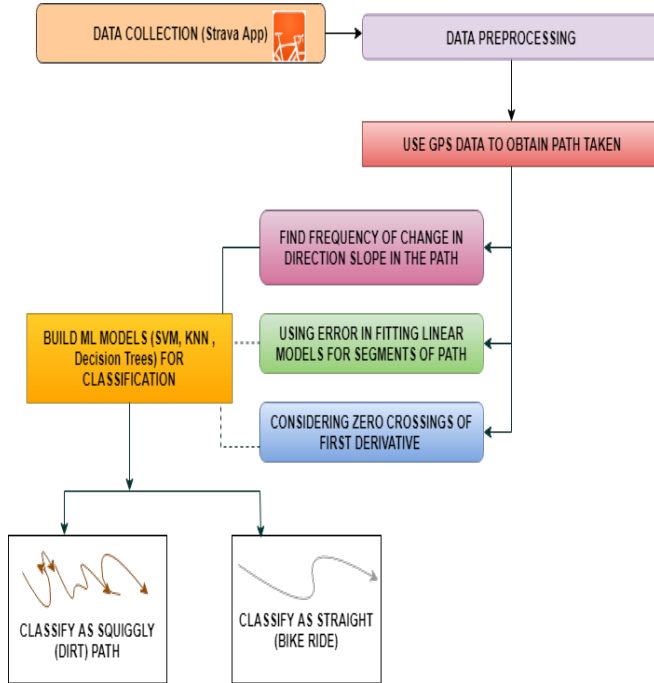 DATA COLLECTION (Strava App)
DATA PREPROCESSING
USE GPS DATA TO OBTAIN PATH TAKEN
FIND FREQUENCY OF CHANGE IN
DIRECTION SLOPE IN THE PATH
USING ERROR IN FITTING LINEAR
MODELS FOR SEGMENTS OF PATH
CONSIDERING ZERO CROSSINGS OF
FIRST DERIVATIVE
BUILD ML MODELS (SVM, KNN ,
Decision Trees) FOR
CLASSIFICATION
CLASSIFY AS SQUIGGLY
(DIRT) PATH
CLASSIFY AS STRAIGHT
(BIKE RIDE)